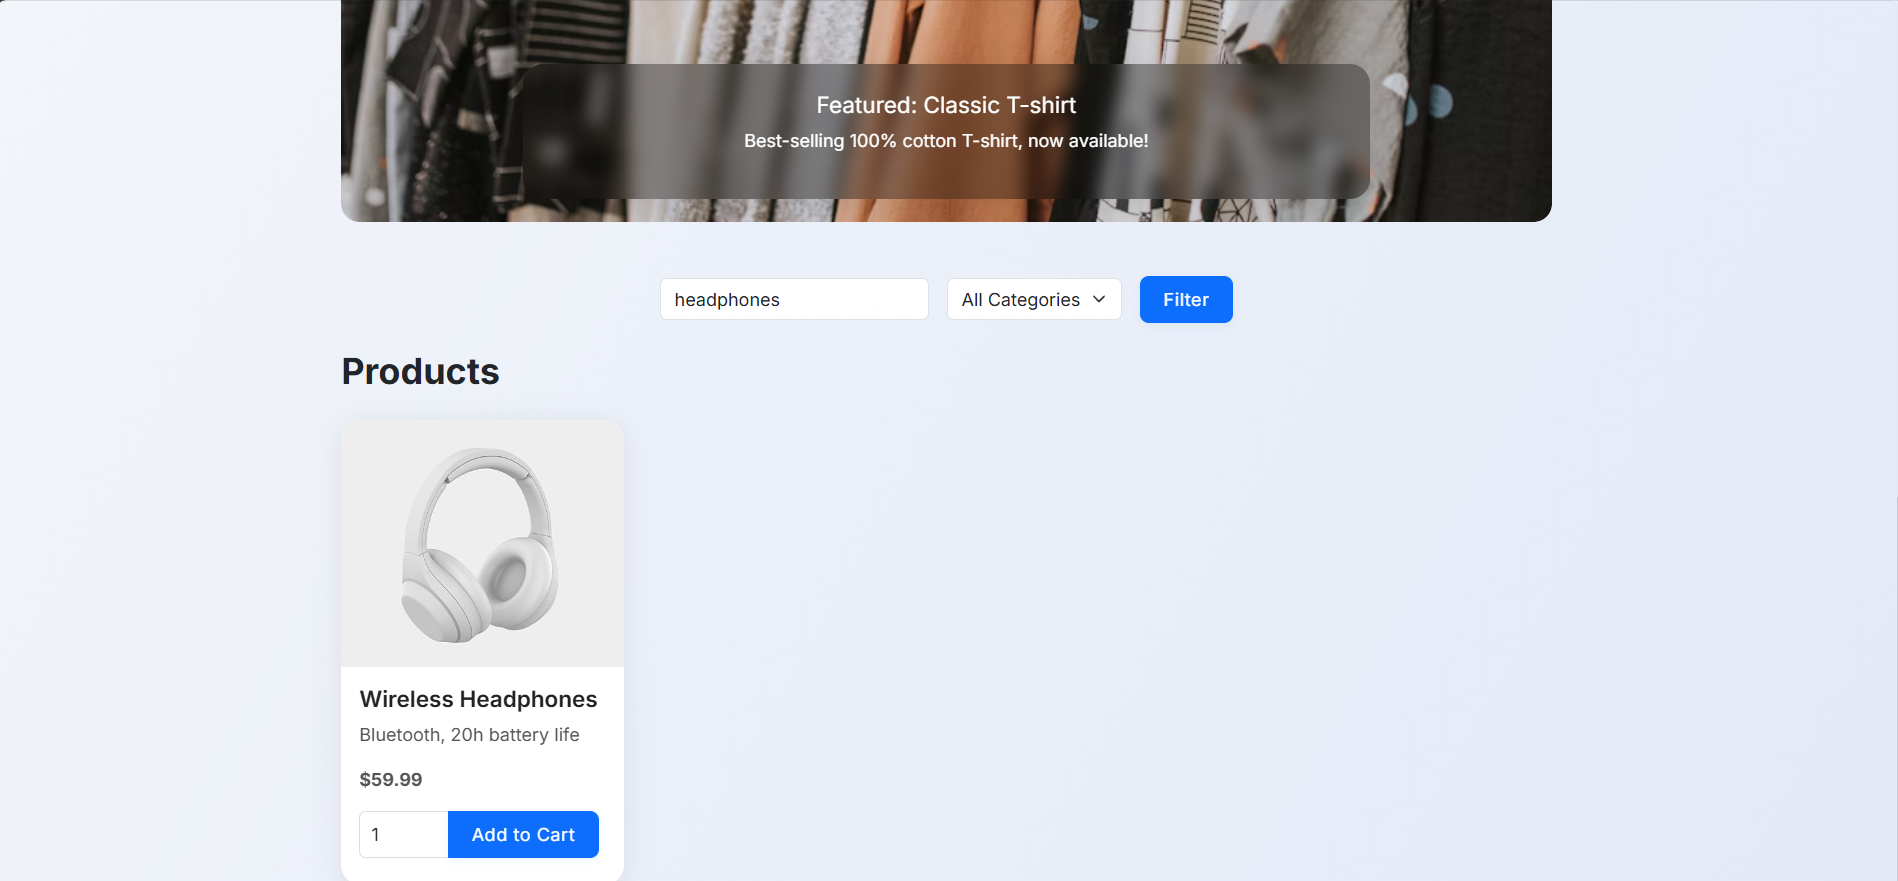 Featured: Classic T-shirt
Best-selling 100% cotton T-shirt, now available!
headphones
All Categories
Filter
Products
Wireless Headphones
Bluetooth, 20h battery life
$59.99
1
Add to Cart